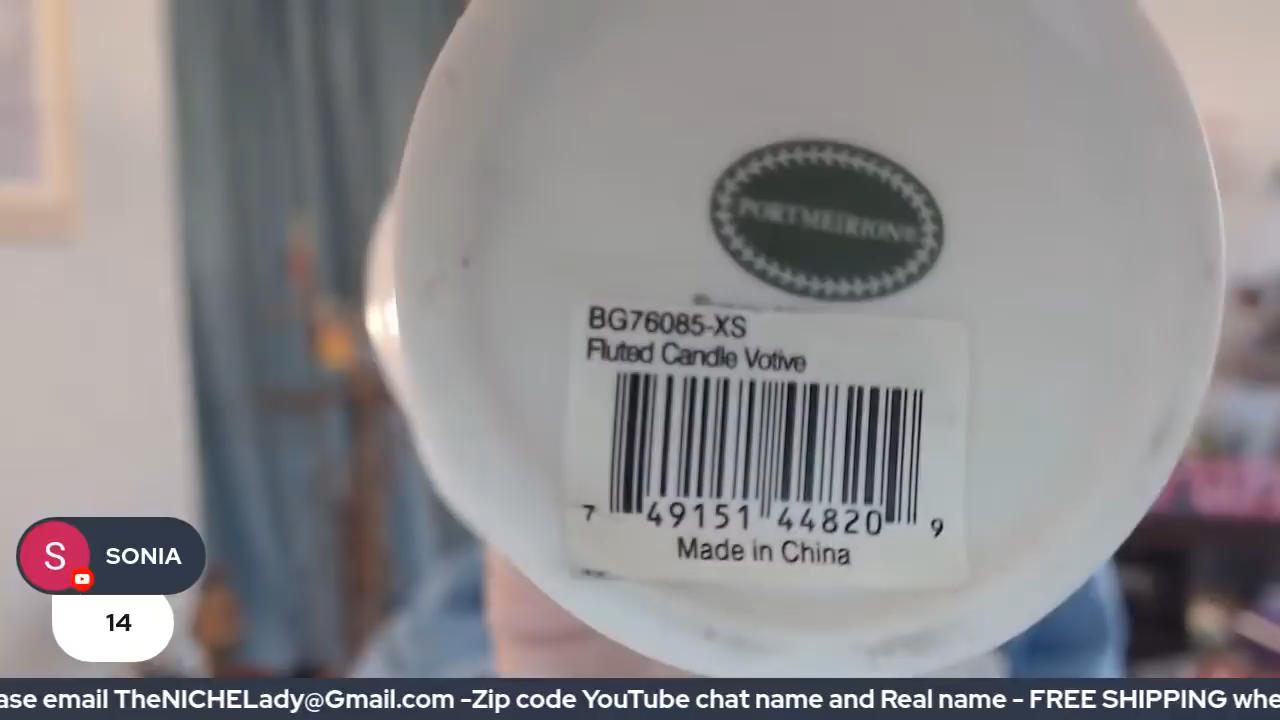 PORTMEIRION®
BG76085-XS
Fluted Candle Votive
7 49151 44820 9
Made in China
S SONIA
14
ase email TheNICHELady@Gmail.com -Zip code YouTube chat name and Real name - FREE SHIPPING whe